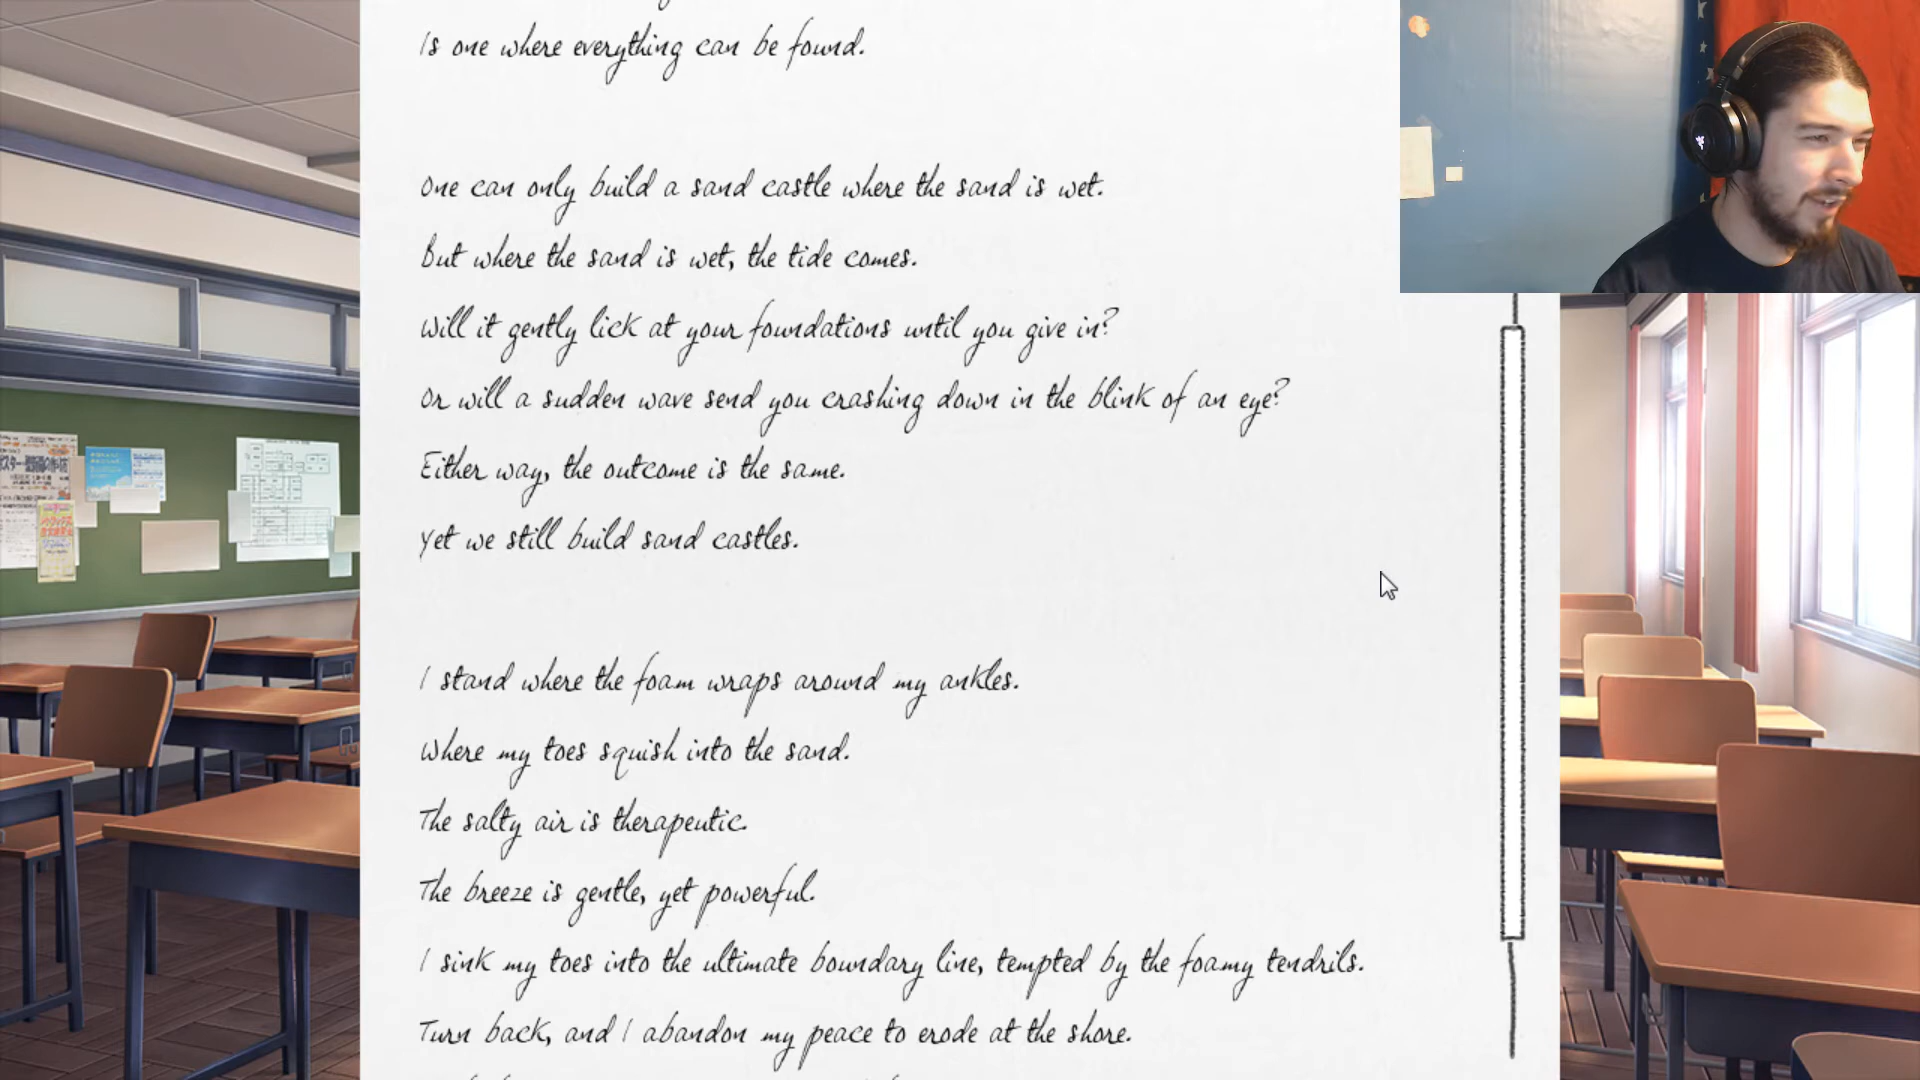 Is one where everything can be found.
One can only build a sand castle where the sand is wet.
But where the sand is wet, the tide comes.
Will it gently lick at your foundations until you give in?
Or will a sudden wave send you crashing down in the blink of an eye?
Either way, the outcome is the same.
Yet we still build sand castles.
I stand where the foam wraps around my ankles.
Where my toes squish into the sand.
The salty air is therapeutic.
The breeze is gentle, yet powerful.
I sink my toes into the ultimate boundary line, tempted by the foamy tendrils.
Turn back, and I abandon my peace to erode at the shore.